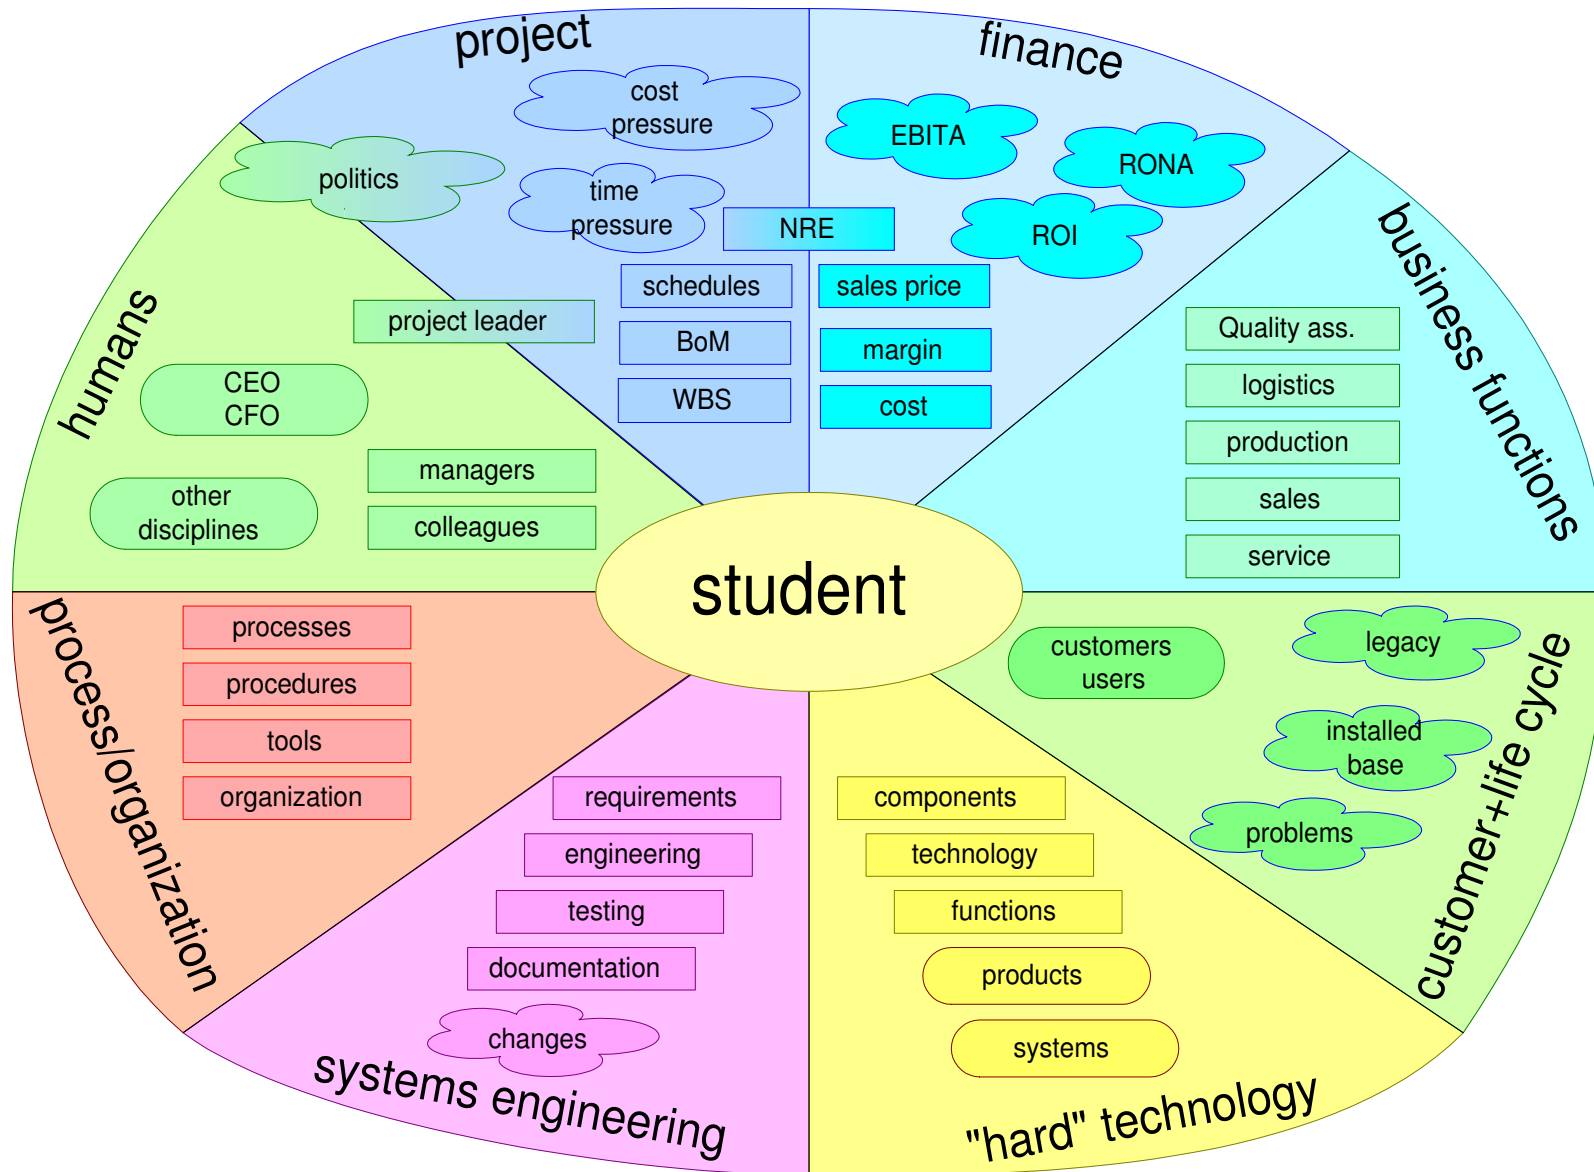 project
cost
pressure
politics
time
pressure
NRE
schedules
BoM
WBS
finance
EBITA
RONA
ROI
sales price
margin
cost
business functions
Quality ass.
logistics
production
sales
service
humans
project leader
CEO
CFO
managers
other
disciplines
colleagues
student
process/organization
processes
procedures
tools
organization
customer+life cycle
customers
users
legacy
installed
base
problems
requirements
engineering
testing
documentation
changes
systems engineering
components
technology
functions
products
systems
"hard" technology